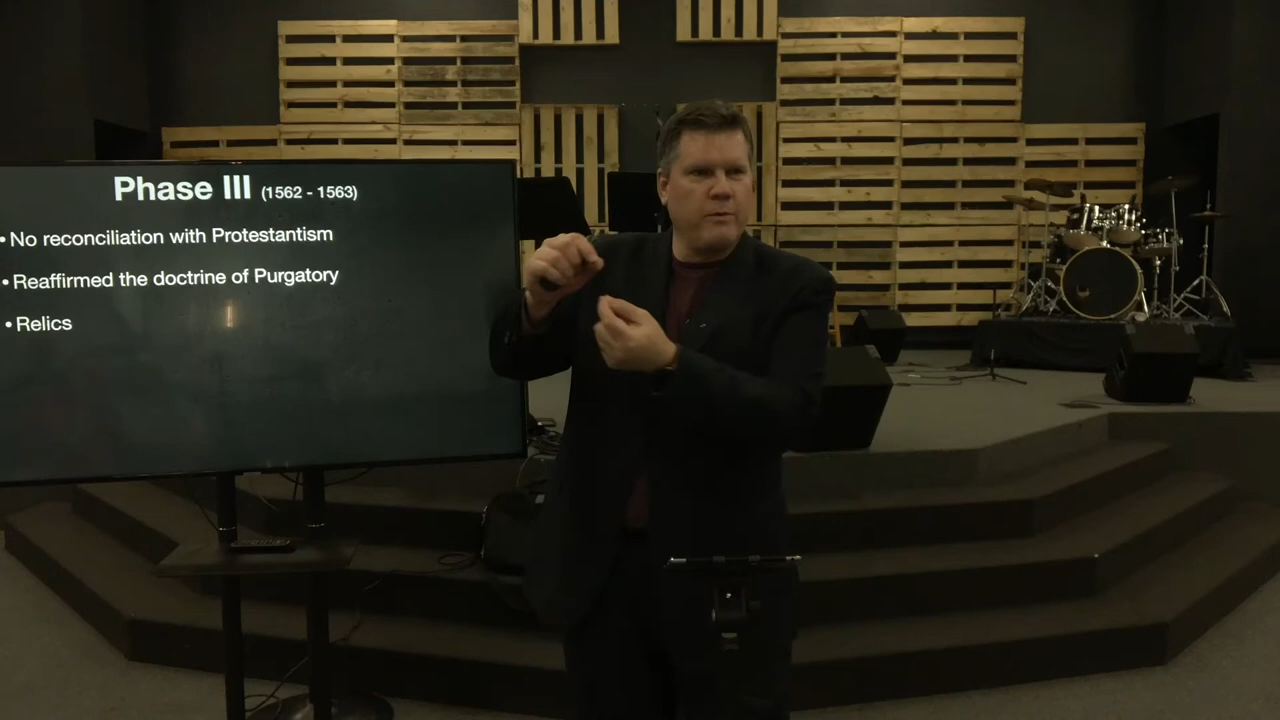 Phase III (1562 - 1563)
• No reconciliation with Protestantism
• Reaffirmed the doctrine of Purgatory
• Relics